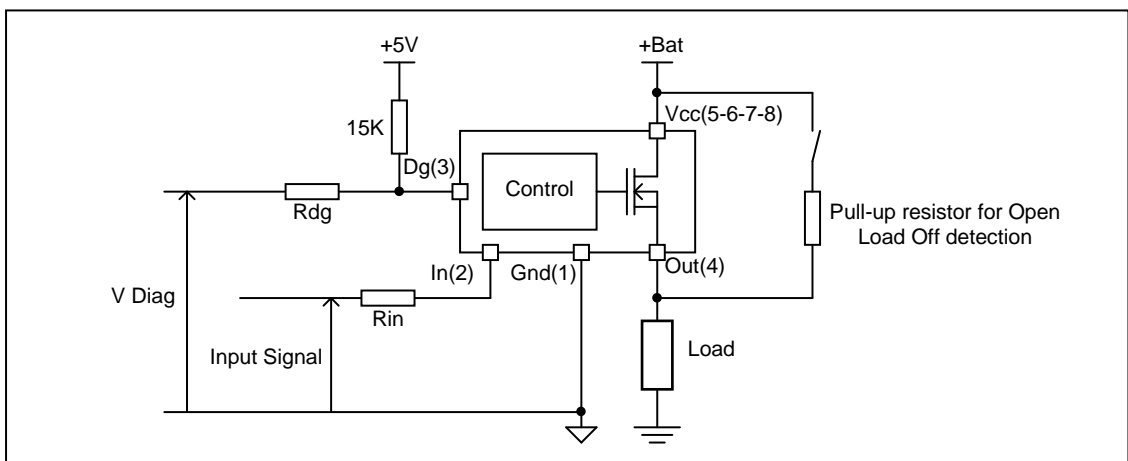 +5V
+Bat
Vcc(5-6-7-8)
15K
Dg(3)
Control
Rdg
Pull-up resistor for Open
Load Off detection
In(2)
Gnd(1)
Out(4)
V Diag
Rin
Input Signal
Load